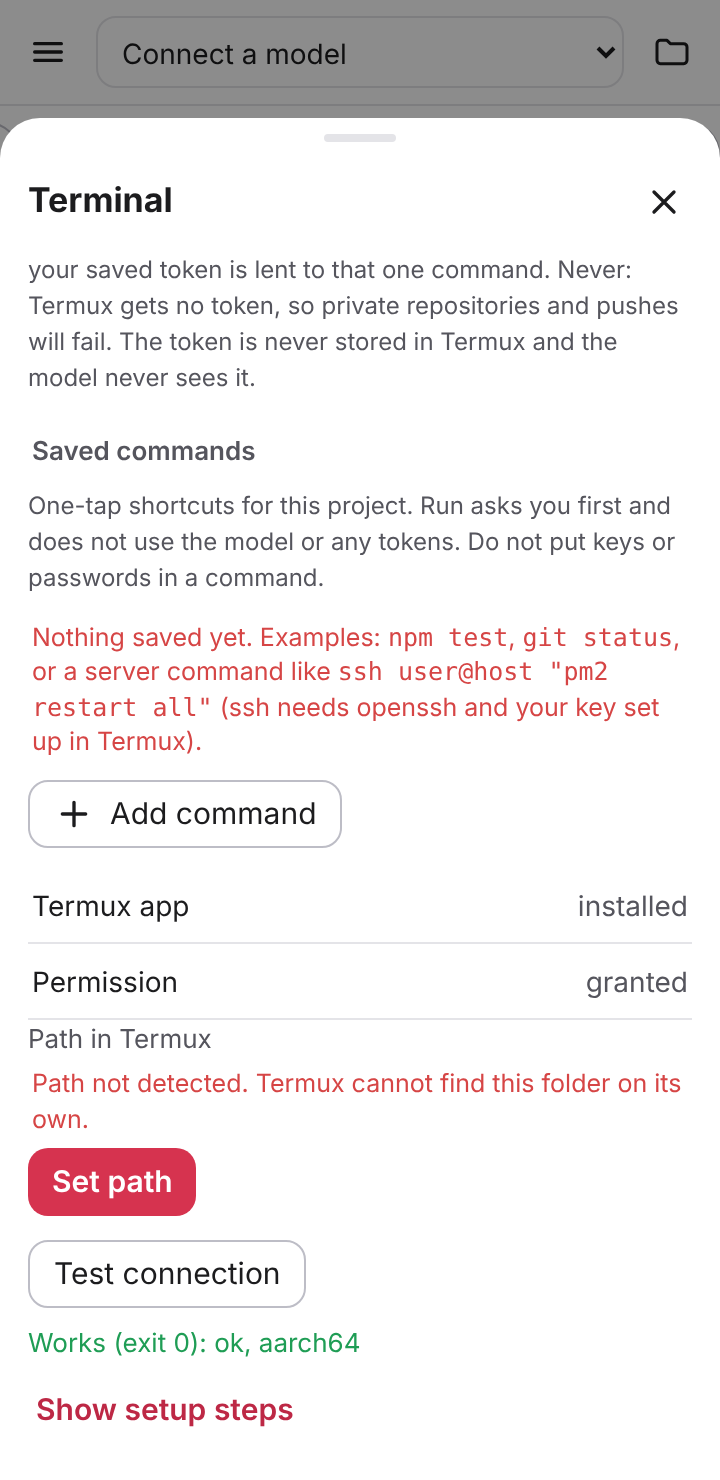 Connect a model
Terminal
your saved token is lent to that one command. Never:
Termux gets no token, so private repositories and pushes
will fail. The token is never stored in Termux and the
model never sees it.
Saved commands
One-tap shortcuts for this project. Run asks you first and
does not use the model or any tokens. Do not put keys or
passwords in a command.
Nothing saved yet. Examples: npm test, git status,
or a server command like ssh user@host "pm2
restart all" (ssh needs openssh and your key set
up in Termux).
Add command
Termux app installed
Permission granted
Path in Termux
Path not detected. Termux cannot find this folder on its
own.
Set path
Test connection
Works (exit 0): ok, aarch64
Show setup steps